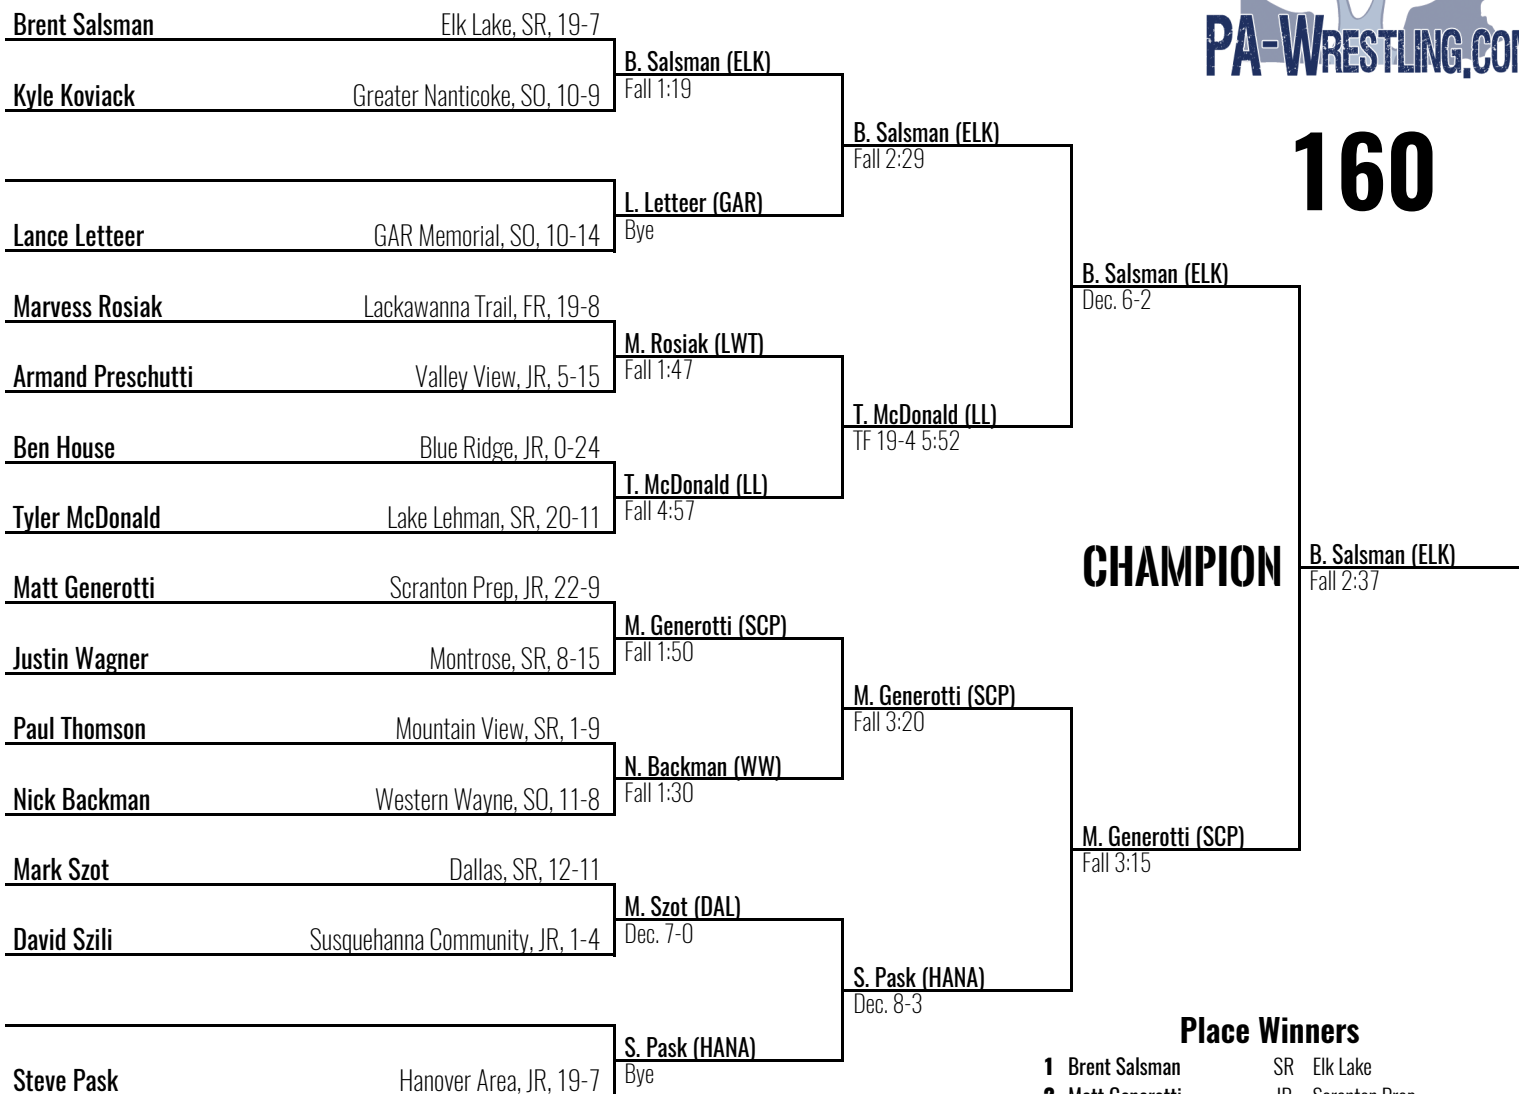 Brent Salsman Elk Lake, SR, 19-7
PA-WRESTLING.CO
B. Salsman (ELK)
Fall 1:19
Kyle Koviack Greater Nanticoke, SO, 10-9
B. Salsman (ELK)
Fall 2:29
160
L. Letteer (GAR)
Bye
Lance Letteer GAR Memorial, SO, 10-14
B. Salsman (ELK)
Dec. 6-2
Marvess Rosiak Lackawanna Trail, FR, 19-8
M. Rosiak (LWT)
Fall 1:47
Armand Preschutti Valley View, JR, 5-15
T. McDonald (LL)
TF 19-4 5:52
Ben House Blue Ridge, JR, 0-24
T. McDonald (LL)
Fall 4:57
Tyler McDonald Lake Lehman, SR, 20-11
CHAMPION
B. Salsman (ELK)
Fall 2:37
Matt Generotti Scranton Prep, JR, 22-9
M. Generotti (SCP)
Fall 1:50
Justin Wagner Montrose, SR, 8-15
M. Generotti (SCP)
Fall 3:20
Paul Thomson Mountain View, SR, 1-9
N. Backman (WW)
Fall 1:30
Nick Backman Western Wayne, SO, 11-8
M. Generotti (SCP)
Fall 3:15
Mark Szot Dallas, SR, 12-11
M. Szot (DAL)
Dec. 7-0
David Szili Susquehanna Community, JR, 1-4
S. Pask (HANA)
Dec. 8-3
S. Pask (HANA)
Bye
Steve Pask Hanover Area, JR, 19-7
Place Winners
1 Brent Salsman SR Elk Lake
2 Matt Generotti JR Scranton Prep